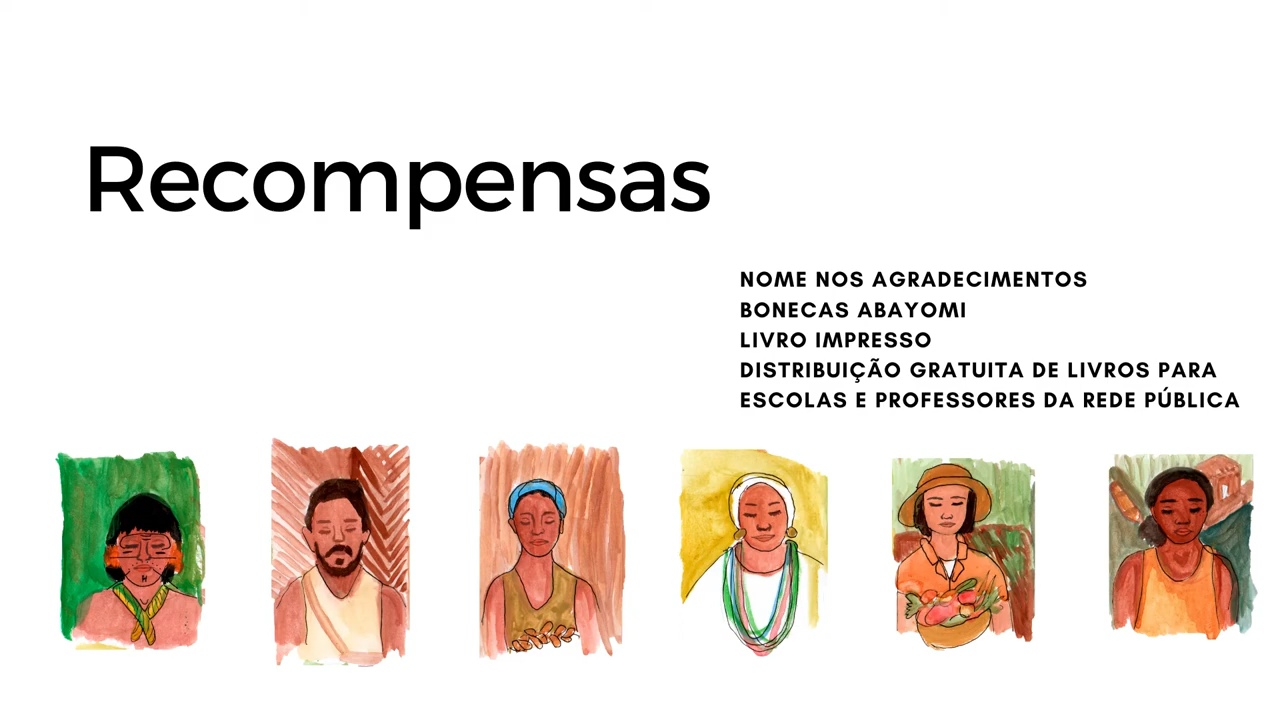 Recompensas
NOME NOS AGRADECIMENTOS
BONECAS ABAYOMI
LIVRO IMPRESSO
DISTRIBUIÇÃO GRATUITA DE LIVROS PARA
ESCOLAS E PROFESSORES DA REDE PÚBLICA